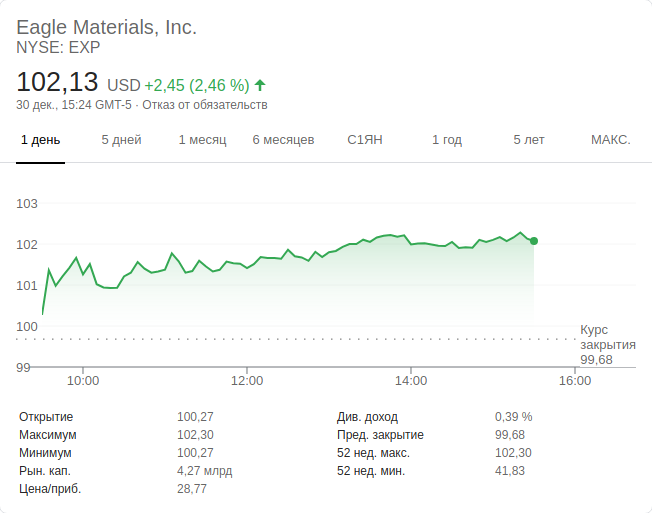 Eagle Materials, Inc.
NYSE: EXP
102,13 USD +2,45 (2,46 %)
30 дек., 15:24 GMT-5 · Отказ от обязательств
1 день 5 дней 1 месяц 6 месяцев С1ЯН 1 год 5 лет МАКС.
103
102
101
100
Курс
закрытия
99,68
99
10:00 12:00 14:00 16:00
Открытие 100,27 Див. доход 0,39 %
Максимум 102,30 Пред. закрытие 99,68
Минимум 100,27 52 нед. макс. 102,30
Рын. кап. 4,27 млрд 52 нед. мин. 41,83
Цена/приб. 28,77